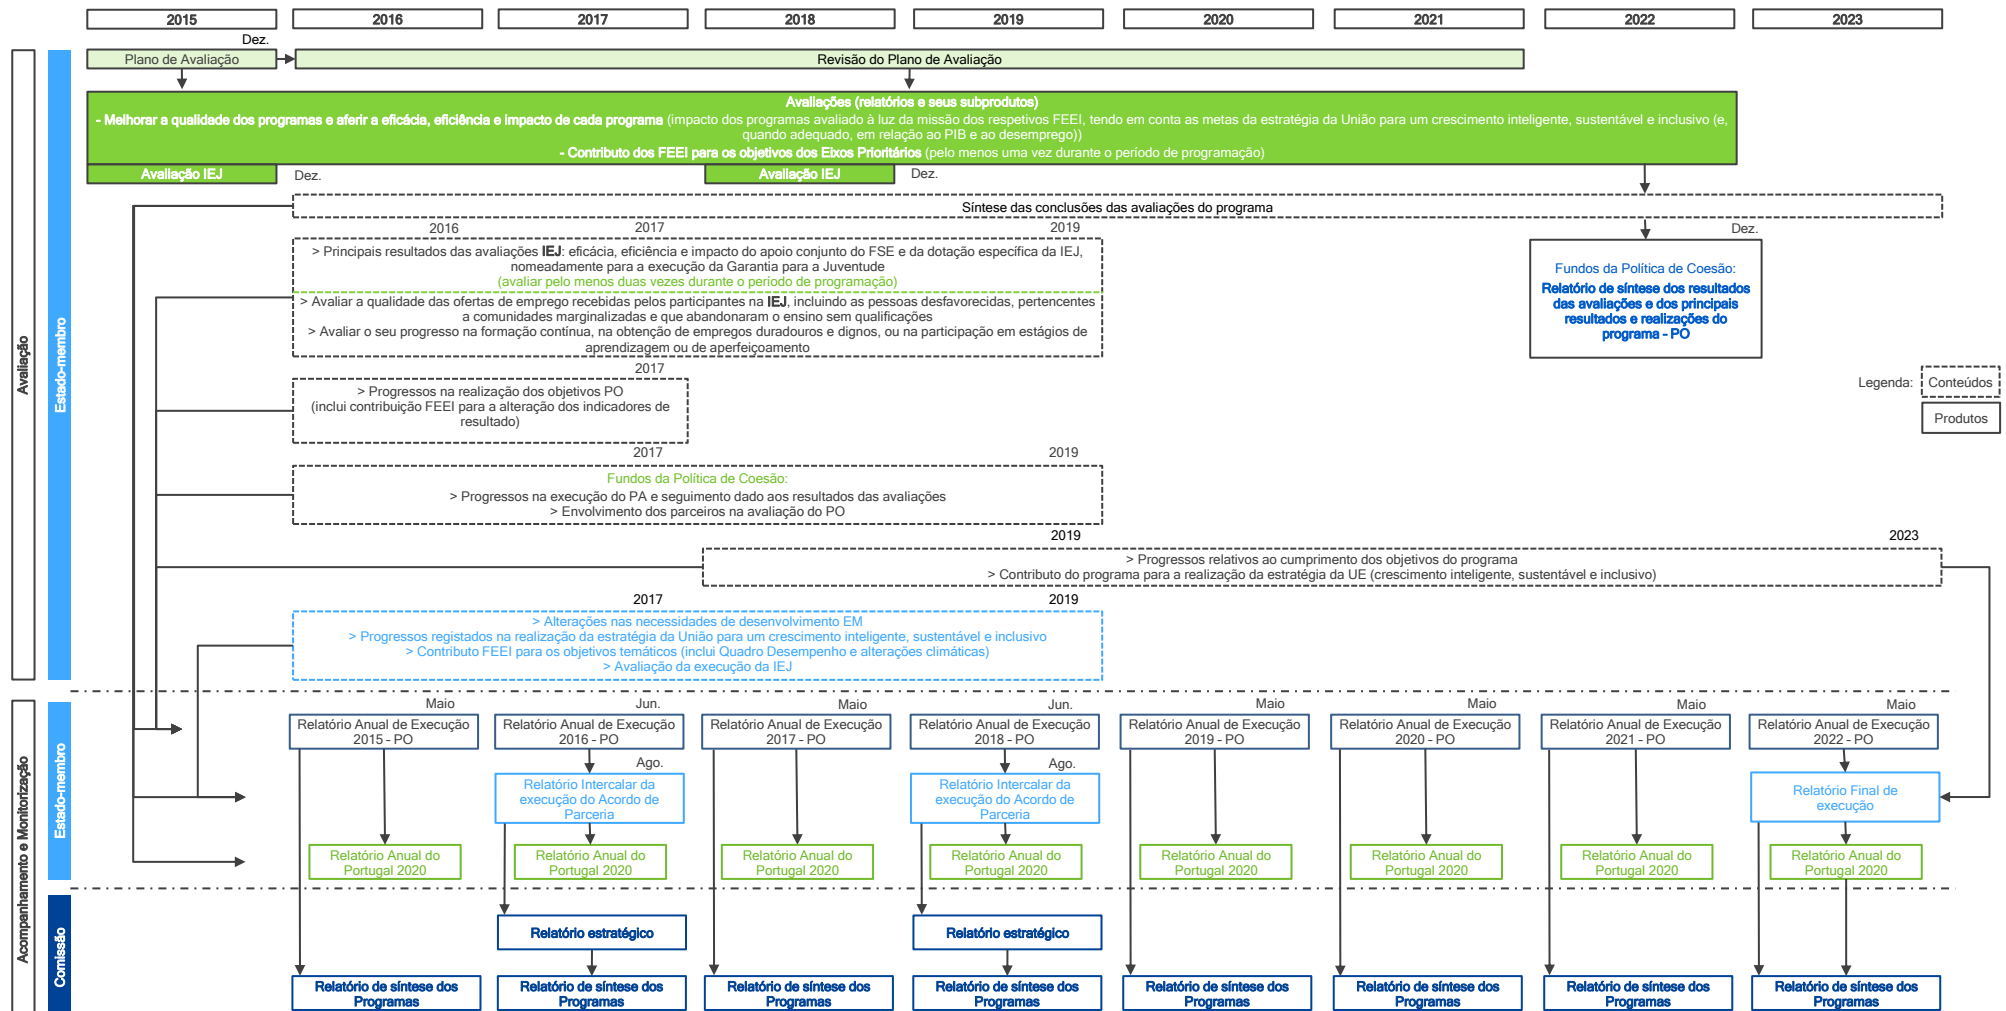 2015 2016 2017 2018 2019 2020 2021 2022 2023
Dez.
Plano de Avaliação
Revisão do Plano de Avaliação
Avaliações (relatórios e seus subprodutos)
- Melhorar a qualidade dos programas e aferir a eficácia, eficiência e impacto de cada programa (impacto dos programas avaliado à luz da missão dos respetivos FEEI, tendo em conta as metas da estratégia da União para um crescimento inteligente, sustentável e inclusivo (e,
quando adequado, em relação ao PIB e ao desemprego))
- Contributo dos FEEI para os objetivos dos Eixos Prioritários (pelo menos uma vez durante o período de programação)
Avaliação IEJ
Dez.
Avaliação IEJ
Dez.
Síntese das conclusões das avaliações do programa
2016 2017 2019
> Principais resultados das avaliações IEJ: eficácia, eficiência e impacto do apoio conjunto do FSE e da dotação específica da IEJ,
nomeadamente para a execução da Garantia para a Juventude
(avaliar pelo menos duas vezes durante o período de programação)
> Avaliar a qualidade das ofertas de emprego recebidas pelos participantes na IEJ, incluindo as pessoas desfavorecidas, pertencentes
a comunidades marginalizadas e que abandonaram o ensino sem qualificações
> Avaliar o seu progresso na formação contínua, na obtenção de empregos duradouros e dignos, ou na participação em estágios de
aprendizagem ou de aperfeiçoamento
Dez.
Fundos da Política de Coesão:
Relatório de síntese dos resultados
das avaliações e dos principais
resultados e realizações do
programa - PO
Legenda:
Conteúdos
Produtos
2017
> Progressos na realização dos objetivos PO
(inclui contribuição FEEI para a alteração dos indicadores de
resultado)
2017 2019
Fundos da Política de Coesão:
> Progressos na execução do PA e seguimento dado aos resultados das avaliações
> Envolvimento dos parceiros na avaliação do PO
2019 2023
> Progressos relativos ao cumprimento dos objetivos do programa
> Contributo do programa para a realização da estratégia da UE (crescimento inteligente, sustentável e inclusivo)
2017 2019
> Alterações nas necessidades de desenvolvimento EM
> Progressos registados na realização da estratégia da União para um crescimento inteligente, sustentável e inclusivo
> Contributo FEEI para os objetivos temáticos (inclui Quadro Desempenho e alterações climáticas)
> Avaliação da execução da IEJ
Avaliação
Estado-membro
Acompanhamento e Monitorização
Estado-membro
Comissão
Maio Jun. Maio Jun. Maio Maio Maio Maio
Relatório Anual de Execução
2015 - PO
Relatório Anual de Execução
2016 - PO
Relatório Anual de Execução
2017 - PO
Relatório Anual de Execução
2018 - PO
Relatório Anual de Execução
2019 - PO
Relatório Anual de Execução
2020 - PO
Relatório Anual de Execução
2021 - PO
Relatório Anual de Execução
2022 - PO
Ago. Ago.
Relatório Intercalar da
execução do Acordo de
Parceria
Relatório Intercalar da
execução do Acordo de
Parceria
Relatório Final de
execução
Relatório Anual do
Portugal 2020
Relatório Anual do
Portugal 2020
Relatório Anual do
Portugal 2020
Relatório Anual do
Portugal 2020
Relatório Anual do
Portugal 2020
Relatório Anual do
Portugal 2020
Relatório Anual do
Portugal 2020
Relatório Anual do
Portugal 2020
Relatório estratégico
Relatório estratégico
Relatório de síntese dos
Programas
Relatório de síntese dos
Programas
Relatório de síntese dos
Programas
Relatório de síntese dos
Programas
Relatório de síntese dos
Programas
Relatório de síntese dos
Programas
Relatório de síntese dos
Programas
Relatório de síntese dos
Programas